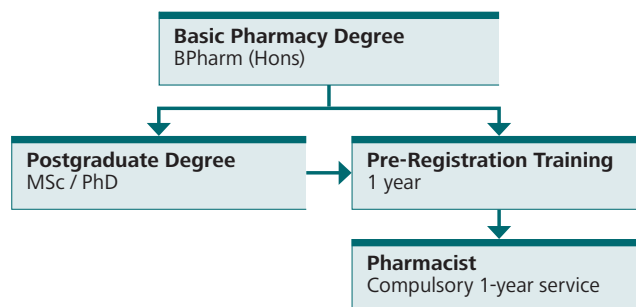 Basic Pharmacy Degree
BPharm (Hons)
Postgraduate Degree
MSc / PhD
Pre-Registration Training
1 year
Pharmacist
Compulsory 1-year service